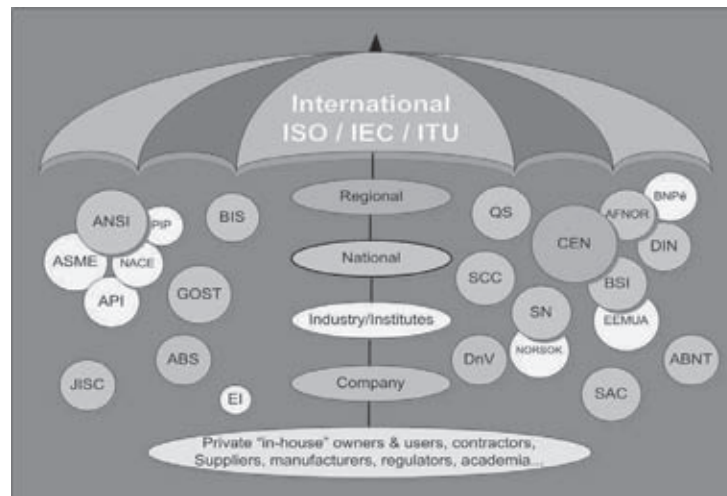 International
ISO / IEC / ITU
Regional
National
Industry/Institutes
Company
Private "in-house" owners & users, contractors,
Suppliers, manufacturers, regulators, academia...
ANSI
PIP
BIS
ASME
NACE
API
GOST
ABS
JISC
EI
QS
BNPé
AFNOR
CEN
DIN
SCC
BSI
SN
EEMUA
NORSOK
DnV
ABNT
SAC